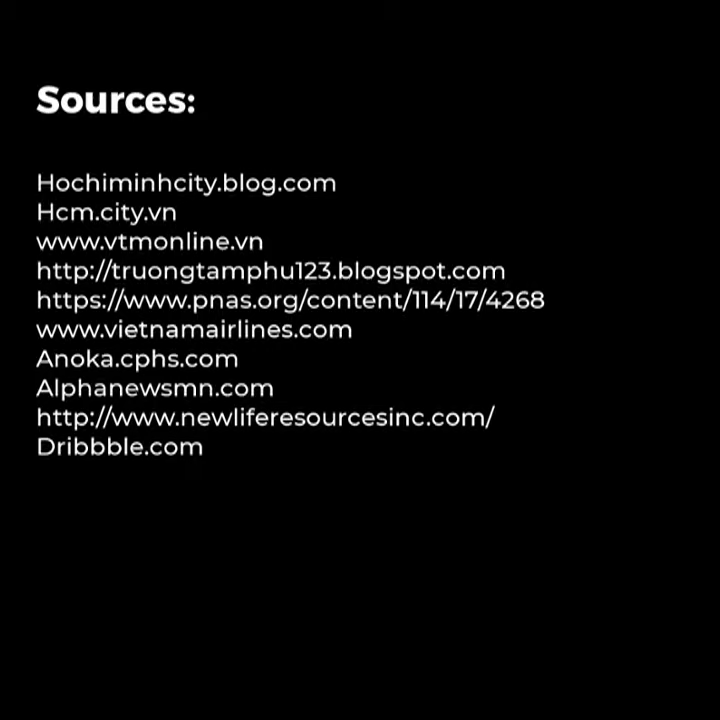 Sources:
Hochiminhcity.blog.com
Hcm.city.vn
www.vtmonline.vn
http://truongtamphu123.blogspot.com
https://www.pnas.org/content/114/17/4268
www.vietnamairlines.com
Anoka.cphs.com
Alphanewsmn.com
http://www.newliferesourcesinc.com/
Dribbble.com